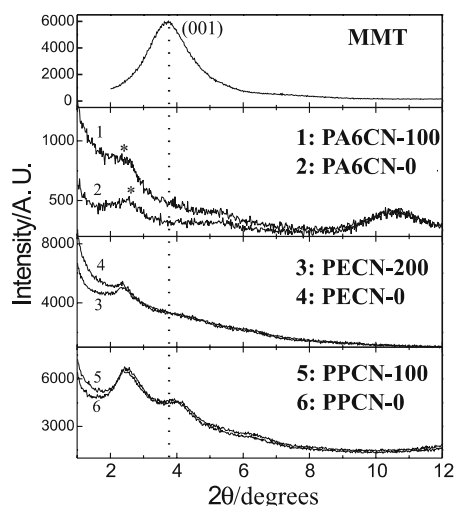 Intensity/A. U.
6000
4000
2000
0
(001)
MMT
1000
500
1
*
2
*
1: PA6CN-100
2: PA6CN-0
8000
4000
4
3
3: PECN-200
4: PECN-0
6000
3000
5
6
5: PPCN-100
6: PPCN-0
2 4 6 8 10 12
2θ/degrees